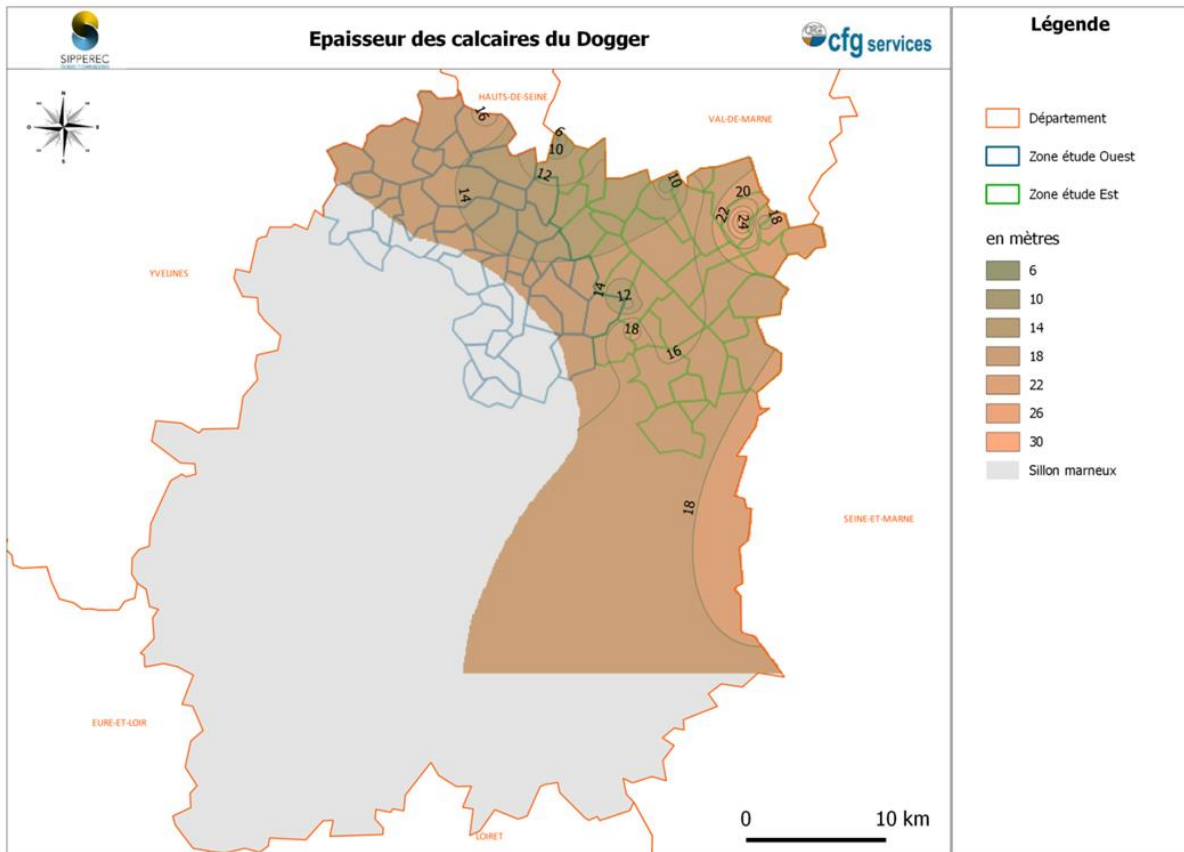 SIPPEREC
Epaisseur des calcaires du Dogger
CFG
cfg services
Légende
N
O
E
S
HAUTS-DE-SEINE
VAL-DE-MARNE
YVELINES
SEINE-ET-MARNE
EURE-ET-LOIR
LOIRET
16
6
10
12
14
10
20
22
24
18
14
12
18
16
18
0
10 km
Département
Zone étude Ouest
Zone étude Est
en mètres
6
10
14
18
22
26
30
Sillon marneux